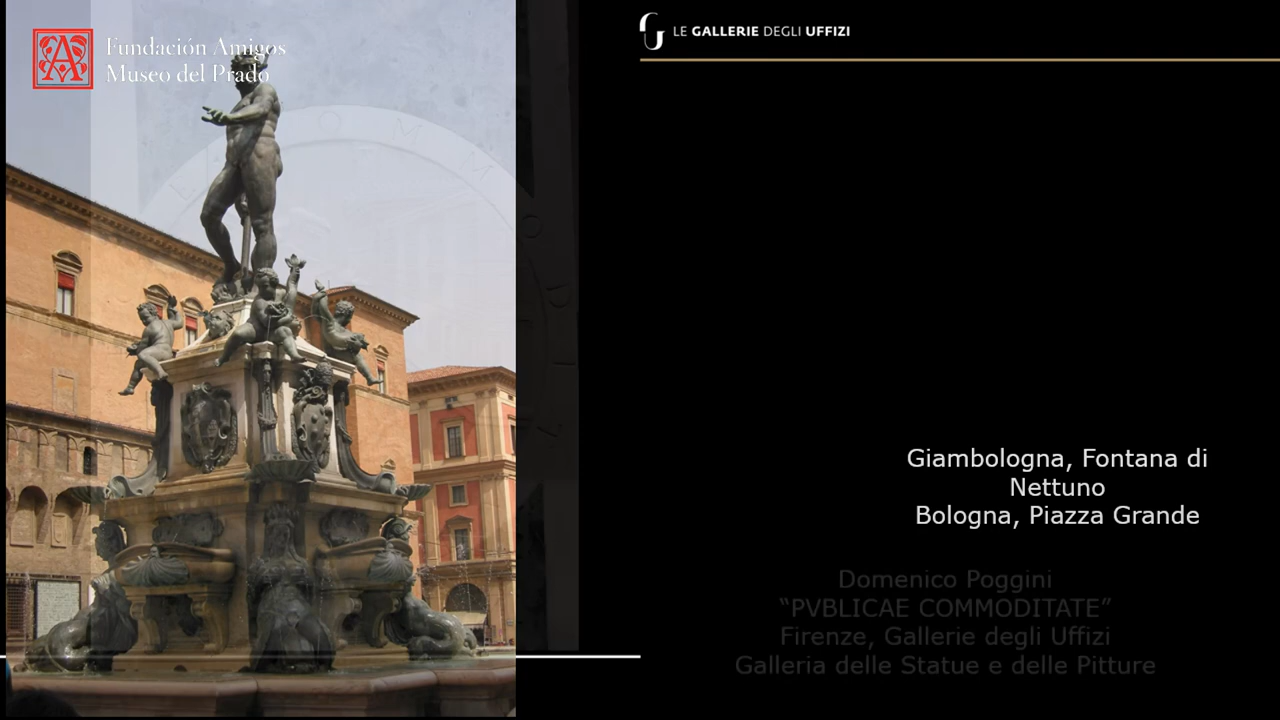 Fundación Amigos
Museo del Prado
LE GALLERIE DEGLI UFFIZI
Giambologna, Fontana di
Nettuno
Bologna, Piazza Grande
Domenico Poggini
“PVBLICAE COMMODITATE”
Firenze, Gallerie degli Uffizi
Galleria delle Statue e delle Pitture